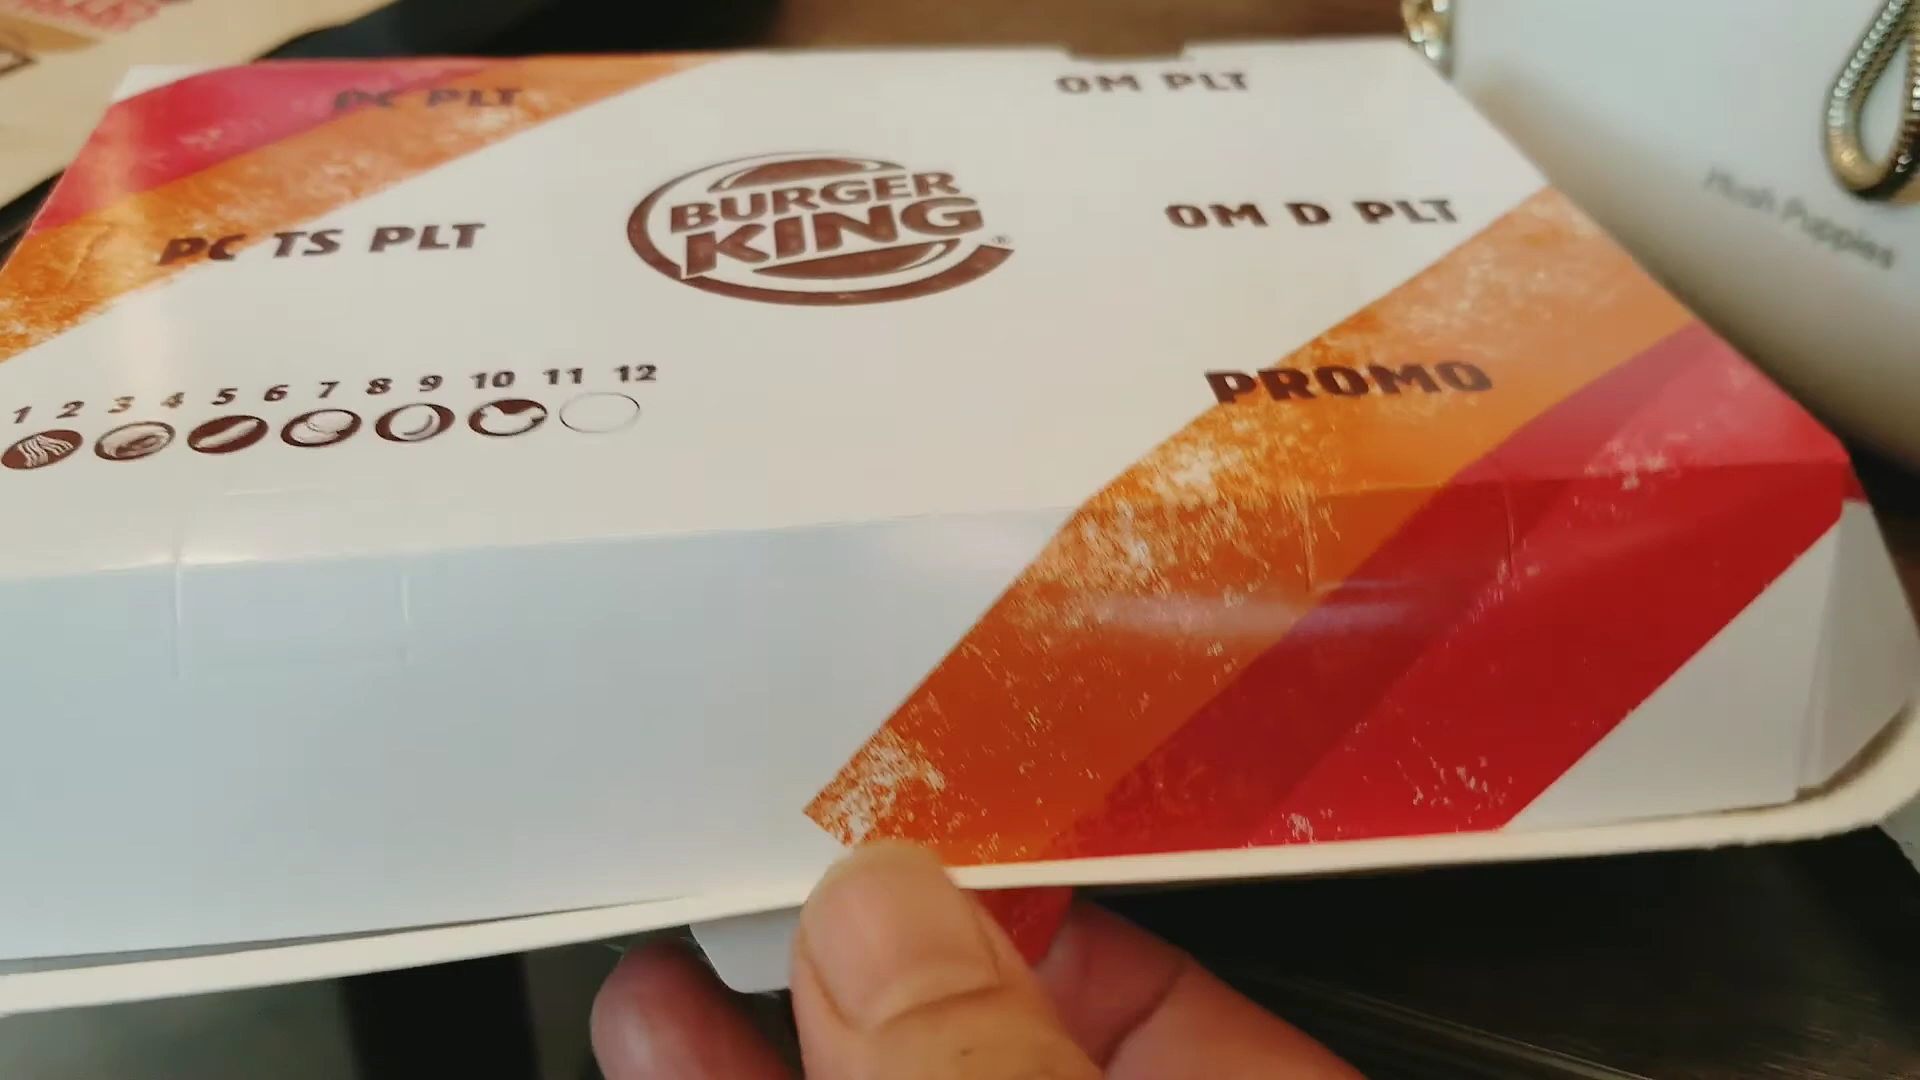 PC PLT
OM PLT
BURGER
KING®
PC TS PLT
OM D PLT
PROMO
1 2 3 4 5 6 7 8 9 10 11 12
Hush Puppies